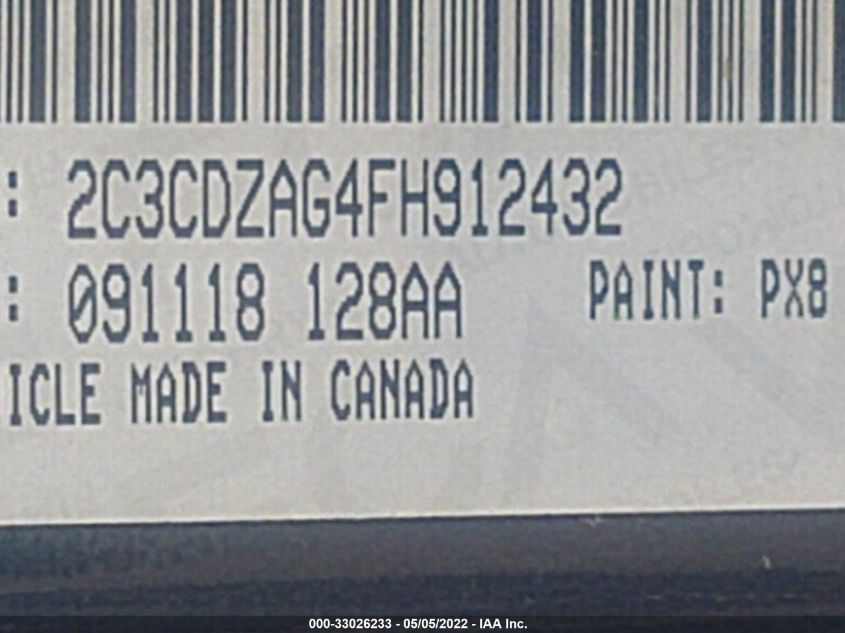 : 2C3CDZAG4FH912432
: 091118 128AA PAINT: PX8
ICLE MADE IN CANADA
000-33026233 - 05/05/2022 - IAA Inc.